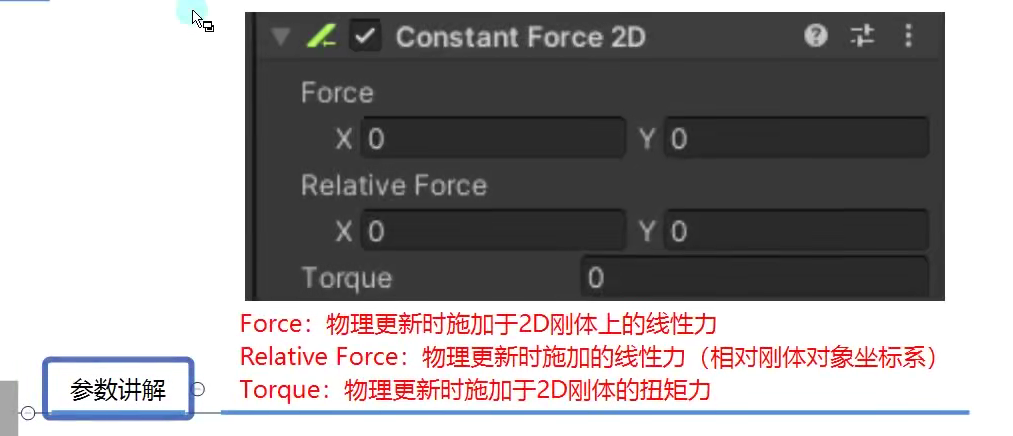 Constant Force 2D
Force
X 0 Y 0
Relative Force
X 0 Y 0
Torque 0
Force：物理更新时施加于2D刚体上的线性力
Relative Force：物理更新时施加的线性力（相对刚体对象坐标系）
Torque：物理更新时施加于2D刚体的扭矩力
参数讲解